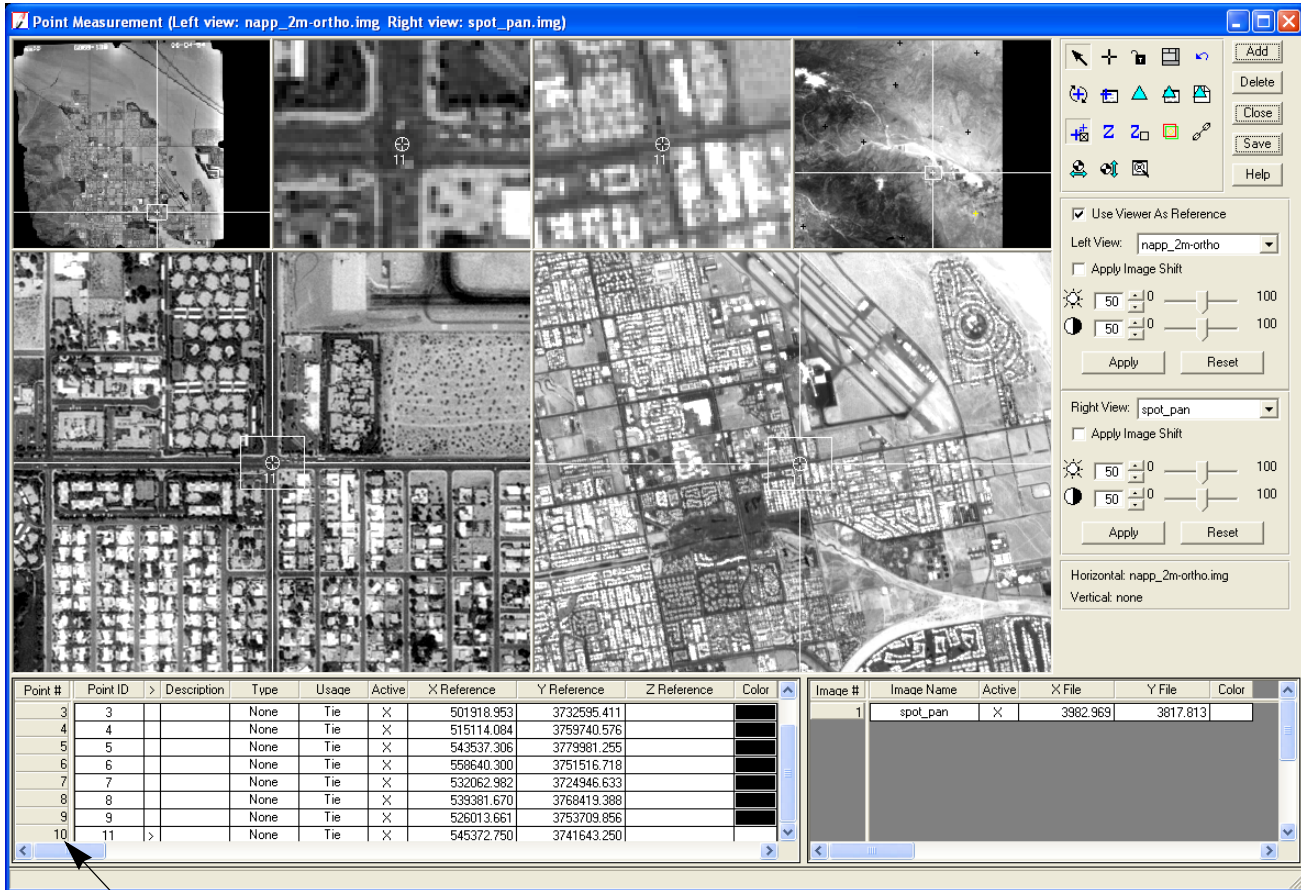 Point Measurement (Left view: napp_2m-ortho.img Right view: spot_pan.img)
11
11
11
Add
Delete
Close
Save
Help
Use Viewer As Reference
Left View: napp_2m-ortho
Apply Image Shift
50 0 100
50 0 100
Apply Reset
Right View: spot_pan
Apply Image Shift
50 0 100
50 0 100
Apply Reset
Horizontal: napp_2m-ortho.img
Vertical: none
Point # Point ID > Description Type Usage Active X Reference Y Reference Z Reference Color
3 3 None Tie X 501918.953 3732595.411
4 4 None Tie X 515114.084 3759740.576
5 5 None Tie X 543537.306 3779981.255
6 6 None Tie X 558640.300 3751516.718
7 7 None Tie X 532062.982 3724946.633
8 8 None Tie X 539381.670 3768419.388
9 9 None Tie X 526013.661 3753709.856
10 11 > None Tie X 545372.750 3741643.250
Image # Image Name Active X File Y File Color
1 spot_pan X 3982.969 3817.813